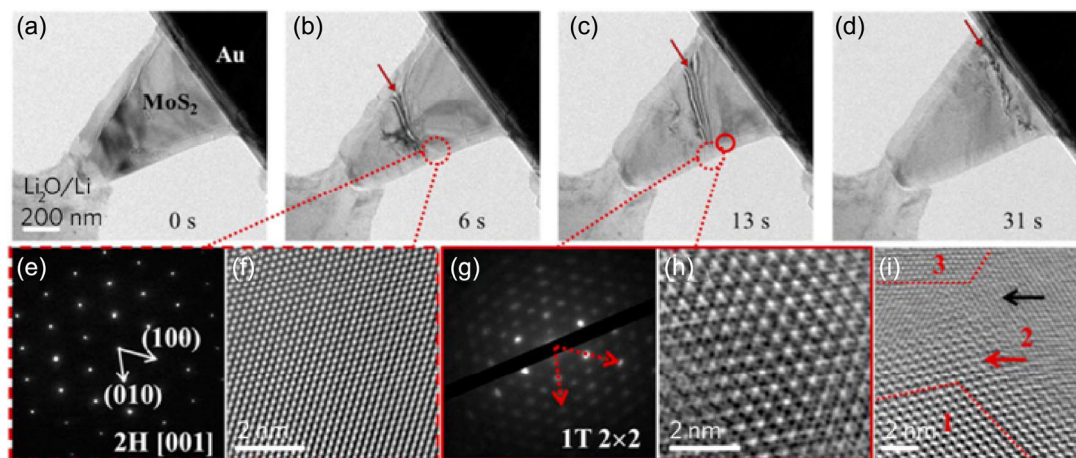 (a)
Au
MoS₂
Li₂O/Li
200 nm
0 s
(b)
6 s
(c)
13 s
(d)
31 s
(e)
(100)
(010)
2H [001]
(f)
2 nm
(g)
1T 2×2
(h)
2 nm
(i)
3
2
1
2 nm